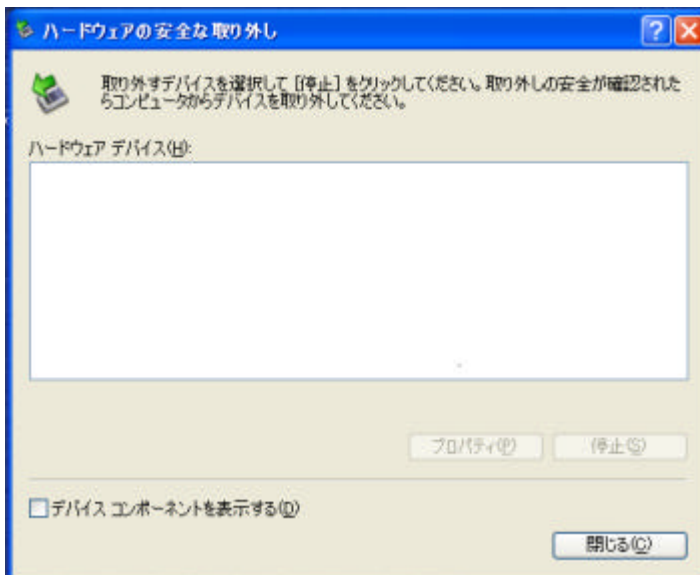 ハードウェアの安全な取り外し
取り外すデバイスを選択して [停止] をクリックしてください。取り外しの安全が確認された
らコンピュータからデバイスを取り外してください。
ハードウェア デバイス(H):
プロパティ(P)
停止(S)
デバイス コンポーネントを表示する(D)
閉じる(C)